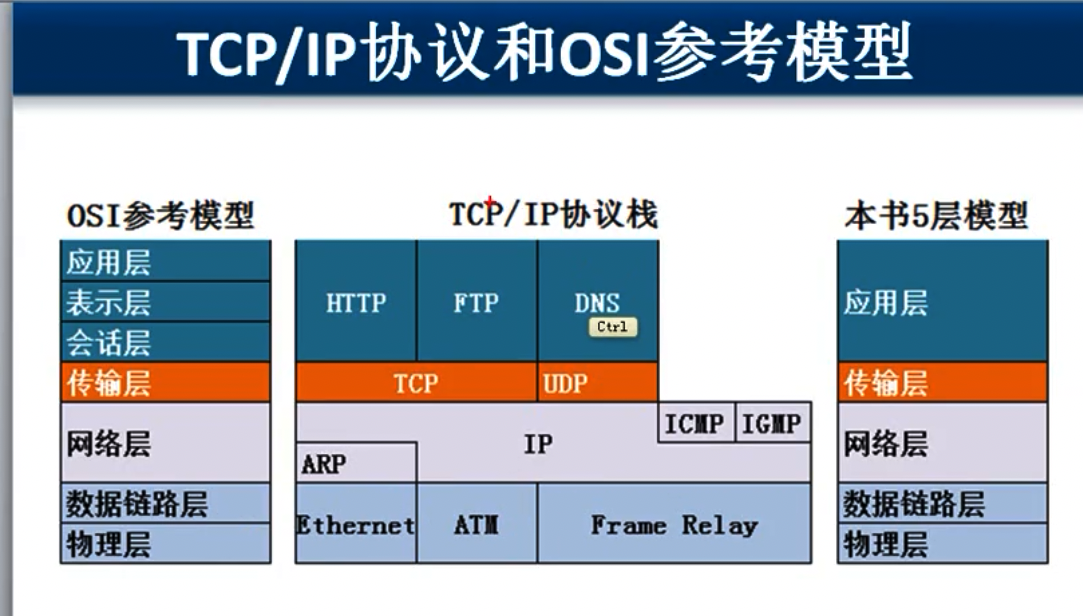 TCP/IP协议和OSI参考模型
OSI参考模型
应用层
表示层
会话层
传输层
网络层
数据链路层
物理层
TCP/IP协议栈
HTTP
FTP
DNS
Ctrl
TCP
UDP
ICMP
IGMP
IP
ARP
Ethernet
ATM
Frame Relay
本书5层模型
应用层
传输层
网络层
数据链路层
物理层